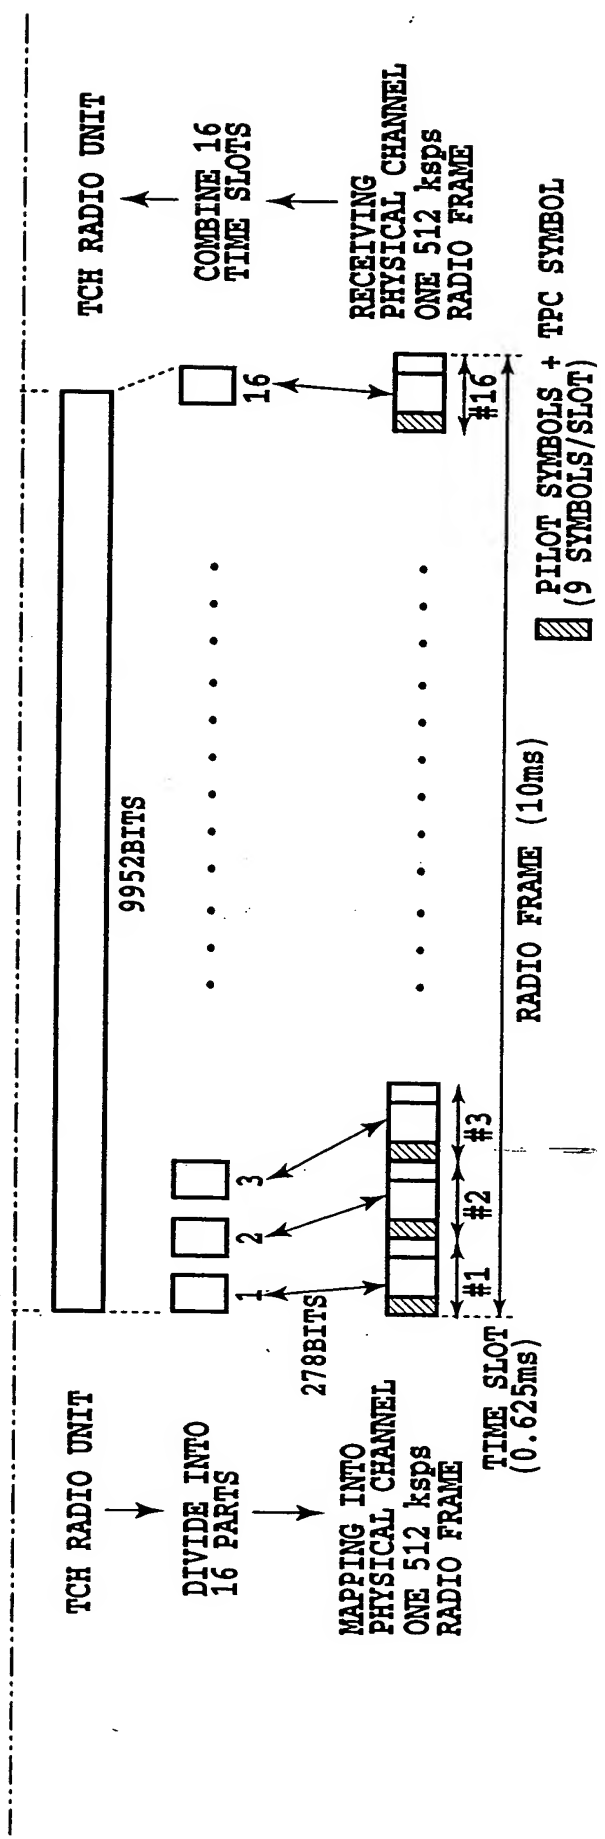 TCH RADIO UNIT
DIVIDE INTO
16 PARTS
MAPPING INTO
PHYSICAL CHANNEL
ONE 512 ksps
RADIO FRAME
9952BITS
1
2
3
16
278BITS
#1
#2
#3
#16
TIME SLOT
(0.625ms)
RADIO FRAME (10ms)
PILOT SYMBOLS + TPC SYMBOL
(9 SYMBOLS/SLOT)
TCH RADIO UNIT
COMBINE 16
TIME SLOTS
RECEIVING
PHYSICAL CHANNEL
ONE 512 ksps
RADIO FRAME